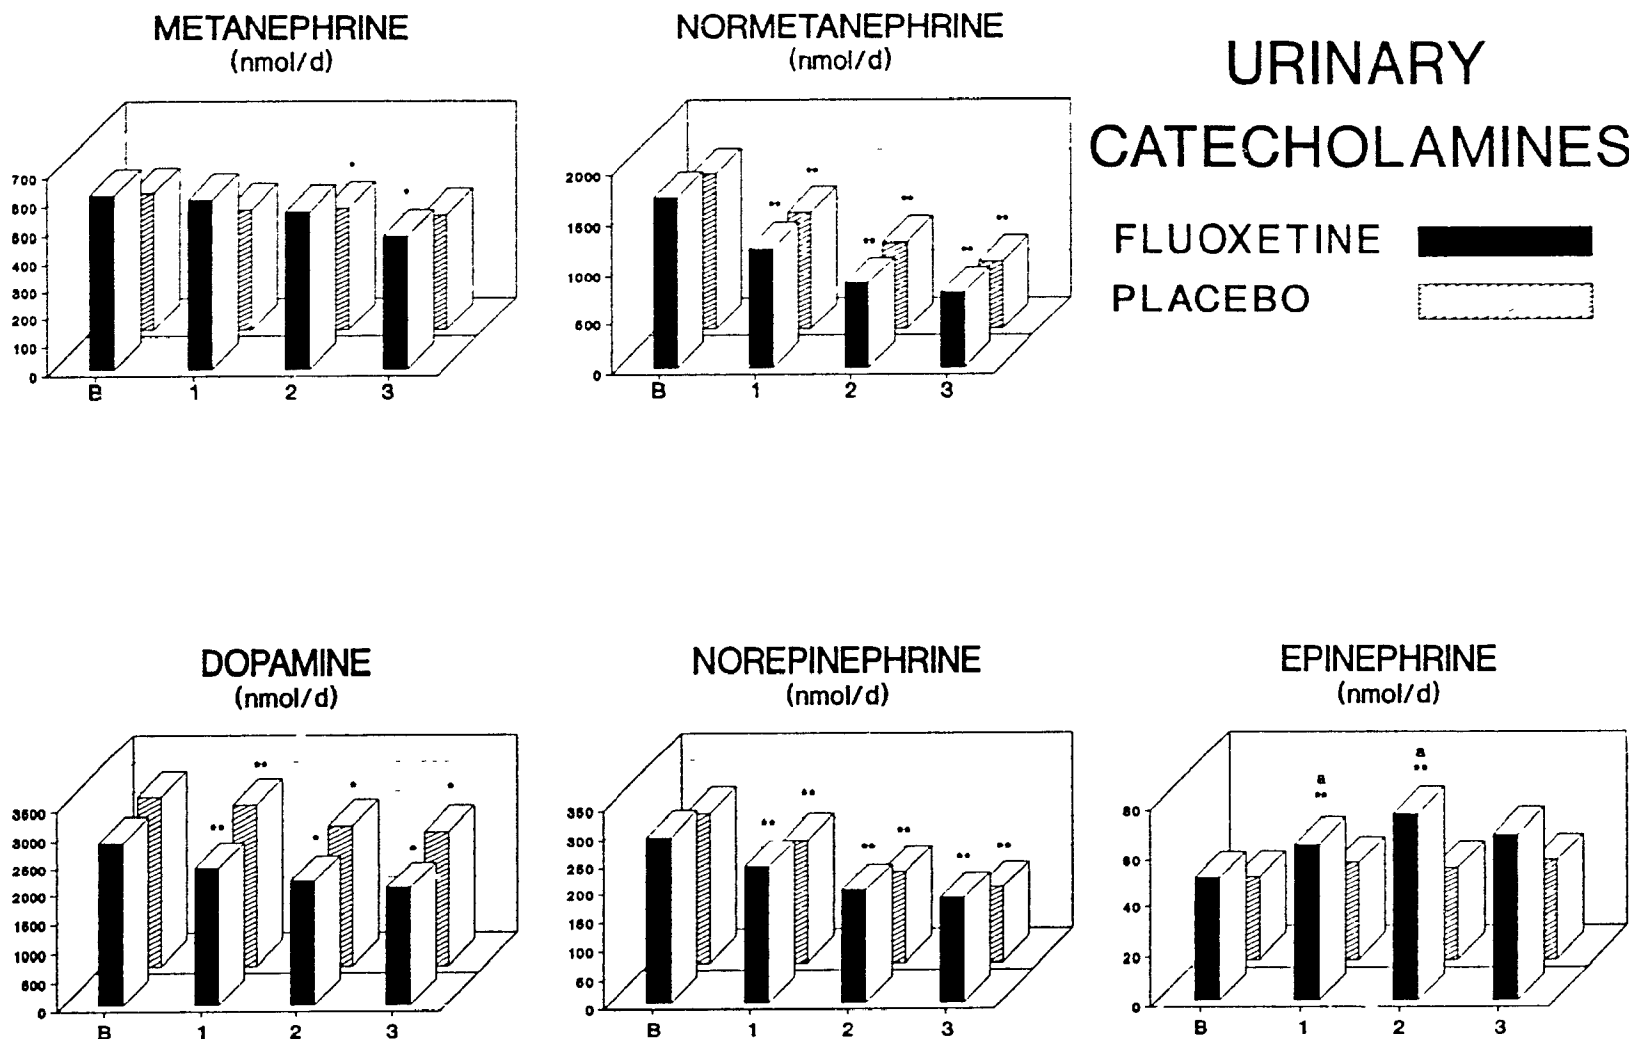 METANEPHRINE
(nmol/d)
700
600
500
400
300
200
100
0
B 1 2 3
NORMETANEPHRINE
(nmol/d)
2000
1500
1000
500
0
B 1 2 3
URINARY
CATECHOLAMINES
FLUOXETINE
PLACEBO
DOPAMINE
(nmol/d)
3500
3000
2500
2000
1500
1000
500
0
B 1 2 3
NOREPINEPHRINE
(nmol/d)
350
300
250
200
150
100
50
0
B 1 2 3
EPINEPHRINE
(nmol/d)
a
**
a
**
80
60
40
20
0
B 1 2 3